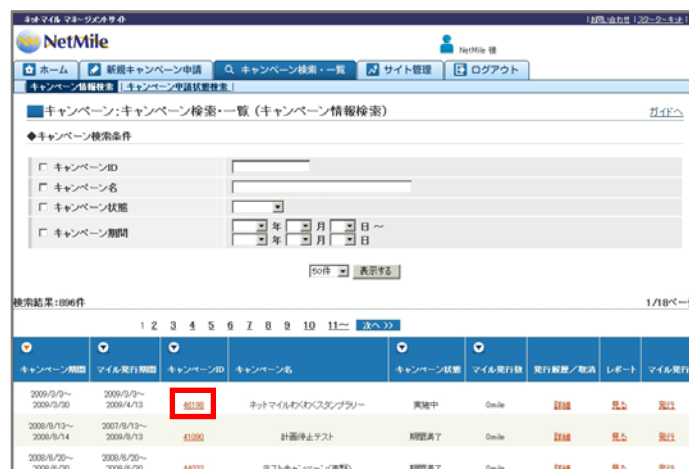 ネットマイル マネージメントサイト
お問い合わせ
NetMile
NetMile 様
ホーム 新規キャンペーン申請 キャンペーン検索・一覧 サイト管理 ログアウト
キャンペーン情報検索 | キャンペーン申請状態検索 |
キャンペーン:キャンペーン検索・一覧 (キャンペーン情報検索) ガイドへ
◆キャンペーン検索条件
キャンペーンID
キャンペーン名
キャンペーン状態
キャンペーン期間 年 月 日 ～
年 月 日
50件 表示する
検索結果:896件 1/18ペー
1 2 3 4 5 6 7 8 9 10 11～ 次へ >>
キャンペーン期間 マイル発行期間 キャンペーンID キャンペーン名 キャンペーン状態 マイル発行数 発行履歴/取消 レポート マイル発行
2009/3/3～ 2009/3/3～
2009/3/30 2009/4/13 46198 ネットマイルわくわくスタンプラリー 実施中 0mile 詳細 見る 発行
2008/8/13～ 2007/8/13～
2008/8/14 2009/8/13 41090 計画停止テスト 期間満了 0mile 詳細 見る 発行
2008/6/20～ 2008/6/20～